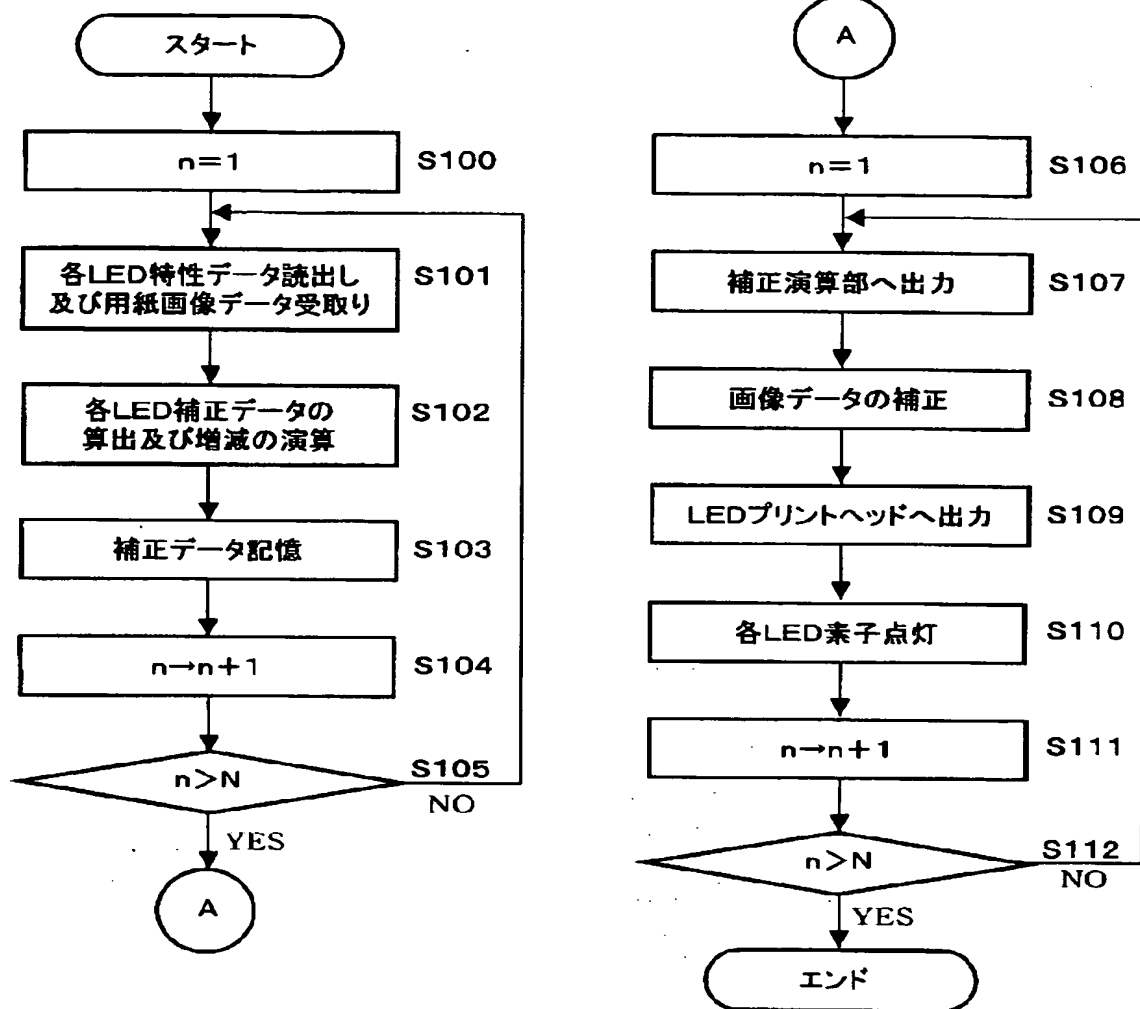 スタート
n=1
S100
各LED特性データ読出し
及び用紙画像データ受取り
S101
各LED補正データの
算出及び増減の演算
S102
補正データ記憶
S103
n→n+1
S104
n>N
S105
NO
YES
A
A
n=1
S106
補正演算部へ出力
S107
画像データの補正
S108
LEDプリントヘッドへ出力
S109
各LED素子点灯
S110
n→n+1
S111
n>N
S112
NO
YES
エンド